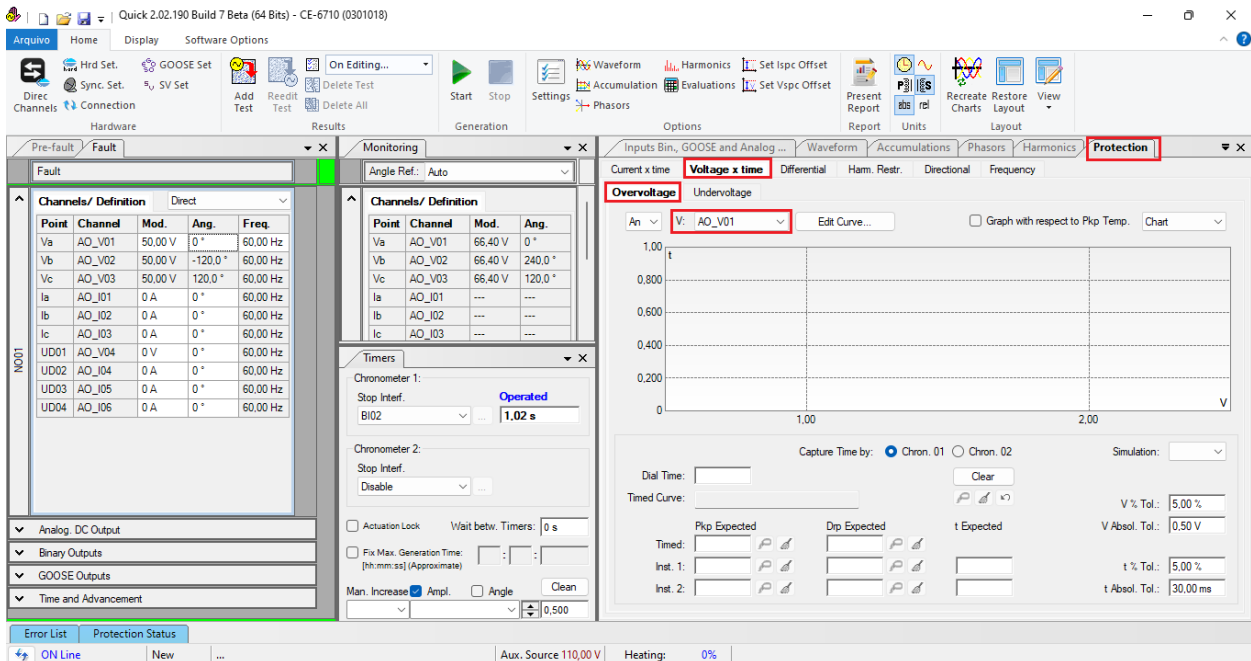 Quick 2.02.190 Build 7 Beta (64 Bits) - CE-6710 (0301018)
Arquivo Home Display Software Options
Direc Channels
Hrd Set.
Sync. Set.
Connection
GOOSE Set
SV Set
Hardware
Add Test
Reedit Test
On Editing...
Delete Test
Delete All
Results
Start Stop
Generation
Settings
Waveform Harmonics Set Ispc Offset
Accumulation Evaluations Set Vspc Offset
Phasors
Options
Present Report
Report
abs rel
Units
Recreate Charts
Restore Layout
View
Layout
Pre-fault Fault
Fault
NO01
Channels/ Definition Direct
Point Channel Mod. Ang. Freq.
Va AO_V01 50,00 V 0 ° 60,00 Hz
Vb AO_V02 50,00 V -120,0 ° 60,00 Hz
Vc AO_V03 50,00 V 120,0 ° 60,00 Hz
Ia AO_I01 0 A 0 ° 60,00 Hz
Ib AO_I02 0 A 0 ° 60,00 Hz
Ic AO_I03 0 A 0 ° 60,00 Hz
UD01 AO_V04 0 V 0 ° 60,00 Hz
UD02 AO_I04 0 A 0 ° 60,00 Hz
UD03 AO_I05 0 A 0 ° 60,00 Hz
UD04 AO_I06 0 A 0 ° 60,00 Hz
Analog. DC Output
Binary Outputs
GOOSE Outputs
Time and Advancement
Monitoring
Angle Ref.: Auto
Channels/ Definition
Point Channel Mod. Ang.
Va AO_V01 66,40 V 0 °
Vb AO_V02 66,40 V 240,0 °
Vc AO_V03 66,40 V 120,0 °
Ia AO_I01 --- ---
Ib AO_I02 --- ---
Ic AO_I03 --- ---
Timers
Chronometer 1:
Stop Interf. Operated
BI02 ... 1,02 s
Chronometer 2:
Stop Interf.
Disable ...
Actuation Lock Wait betw. Timers: 0 s
Fix Max. Generation Time: : :
[hh:mm:ss] (Approximate)
Man. Increase Ampl. Angle Clean
0,500
Inputs Bin., GOOSE and Analog ... Waveform Accumulations Phasors Harmonics Protection
Current x time Voltage x time Differential Harm. Restr. Directional Frequency
Overvoltage Undervoltage
An V: AO_V01 Edit Curve... Graph with respect to Pkp Temp. Chart
1,00
t
0,800
0,600
0,400
0,200
0
V
1,00 2,00
Capture Time by: Chron. 01 Chron. 02 Simulation:
Dial Time: Clear
Timed Curve:
V % Tol.: 5,00 %
Pkp Expected Drp Expected t Expected V Absol. Tol.: 0,50 V
Timed:
Inst. 1: t % Tol.: 5,00 %
Inst. 2: t Absol. Tol.: 30,00 ms
Error List Protection Status
ON Line New ... Aux. Source 110,00 V Heating: 0%